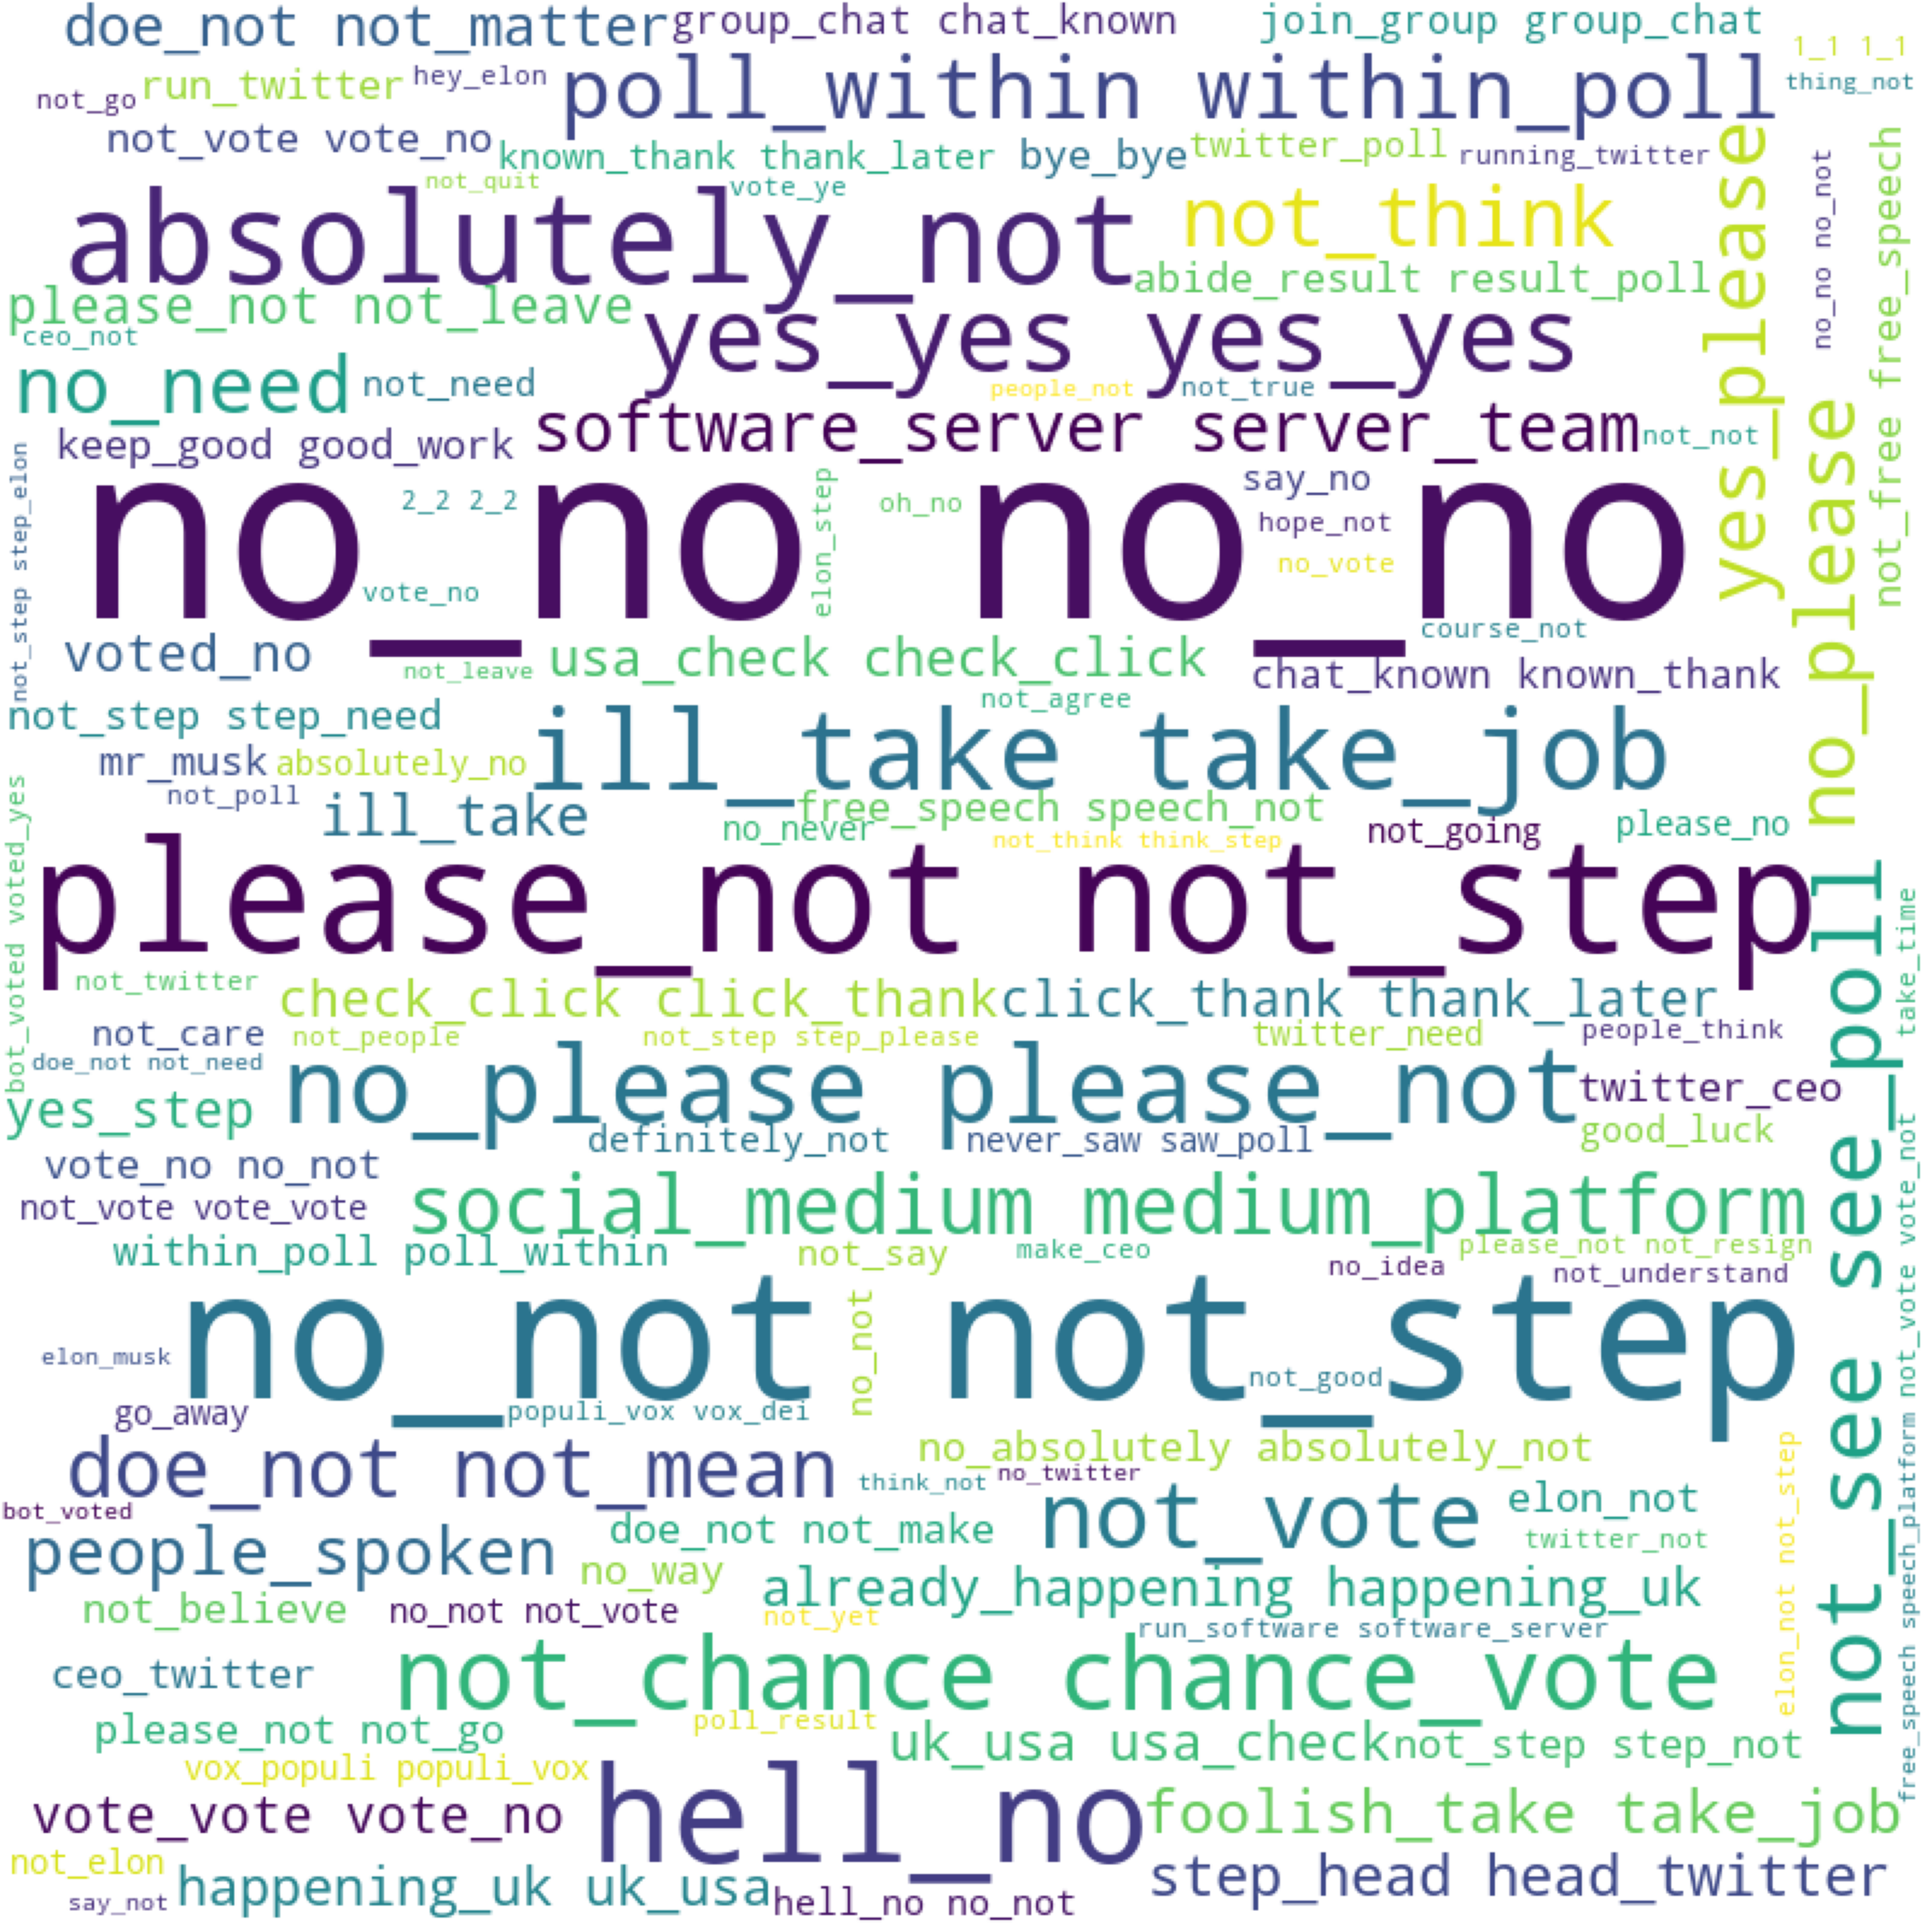 doe_not not_matter
group_chat chat_known
join_group group_chat
1_1 1_1
not_go
run_twitter
hey_elon
poll_within within_poll
thing_not
not_vote vote_no
known_thank thank_later
bye_bye
twitter_poll
running_twitter
not_quit
vote_ye
absolutely_not
not_think
yes_please
no_no no_not
not_free free_speech
abide_result result_poll
please_not not_leave
ceo_not
yes_yes yes_yes
no_need
not_need
people_not
not_true
software_server server_team
not_not
keep_good good_work
not_step step_elon
no_no no_no
2_2 2_2
elon_step
oh_no
say_no
hope_not
no_vote
vote_no
no_please
voted_no
not_leave
usa_check check_click
course_not
chat_known known_thank
not_agree
not_step step_need
ill_take take_job
mr_musk
absolutely_no
not_poll
ill_take
free_speech speech_not
no_never
not_going
please_no
not_think think_step
bot_voted voted_yes
please_not not_step
not_see see_poll
take_time
not_twitter
check_click click_thank
click_thank thank_later
not_care
not_people
not_step step_please
twitter_need
people_think
doe_not not_need
no_please please_not
twitter_ceo
yes_step
definitely_not
never_saw saw_poll
good_luck
not_vote vote_not
vote_no no_not
social_medium medium_platform
not_vote vote_vote
within_poll poll_within
not_say
make_ceo
please_not not_resign
no_idea
not_understand
no_not not_step
no_not
elon_musk
not_good
go_away
populi_vox vox_dei
free_speech speech_platform
doe_not not_mean
no_absolutely absolutely_not
think_not
no_twitter
elon_not not_step
bot_voted
not_vote
elon_not
people_spoken
doe_not not_make
twitter_not
no_way
already_happening happening_uk
not_believe
no_not not_vote
not_yet
run_software software_server
ceo_twitter
not_chance chance_vote
please_not not_go
poll_result
uk_usa usa_check
not_step step_not
vox_populi populi_vox
hell_no
vote_vote vote_no
foolish_take take_job
not_elon
happening_uk uk_usa
step_head head_twitter
say_not
hell_no no_not